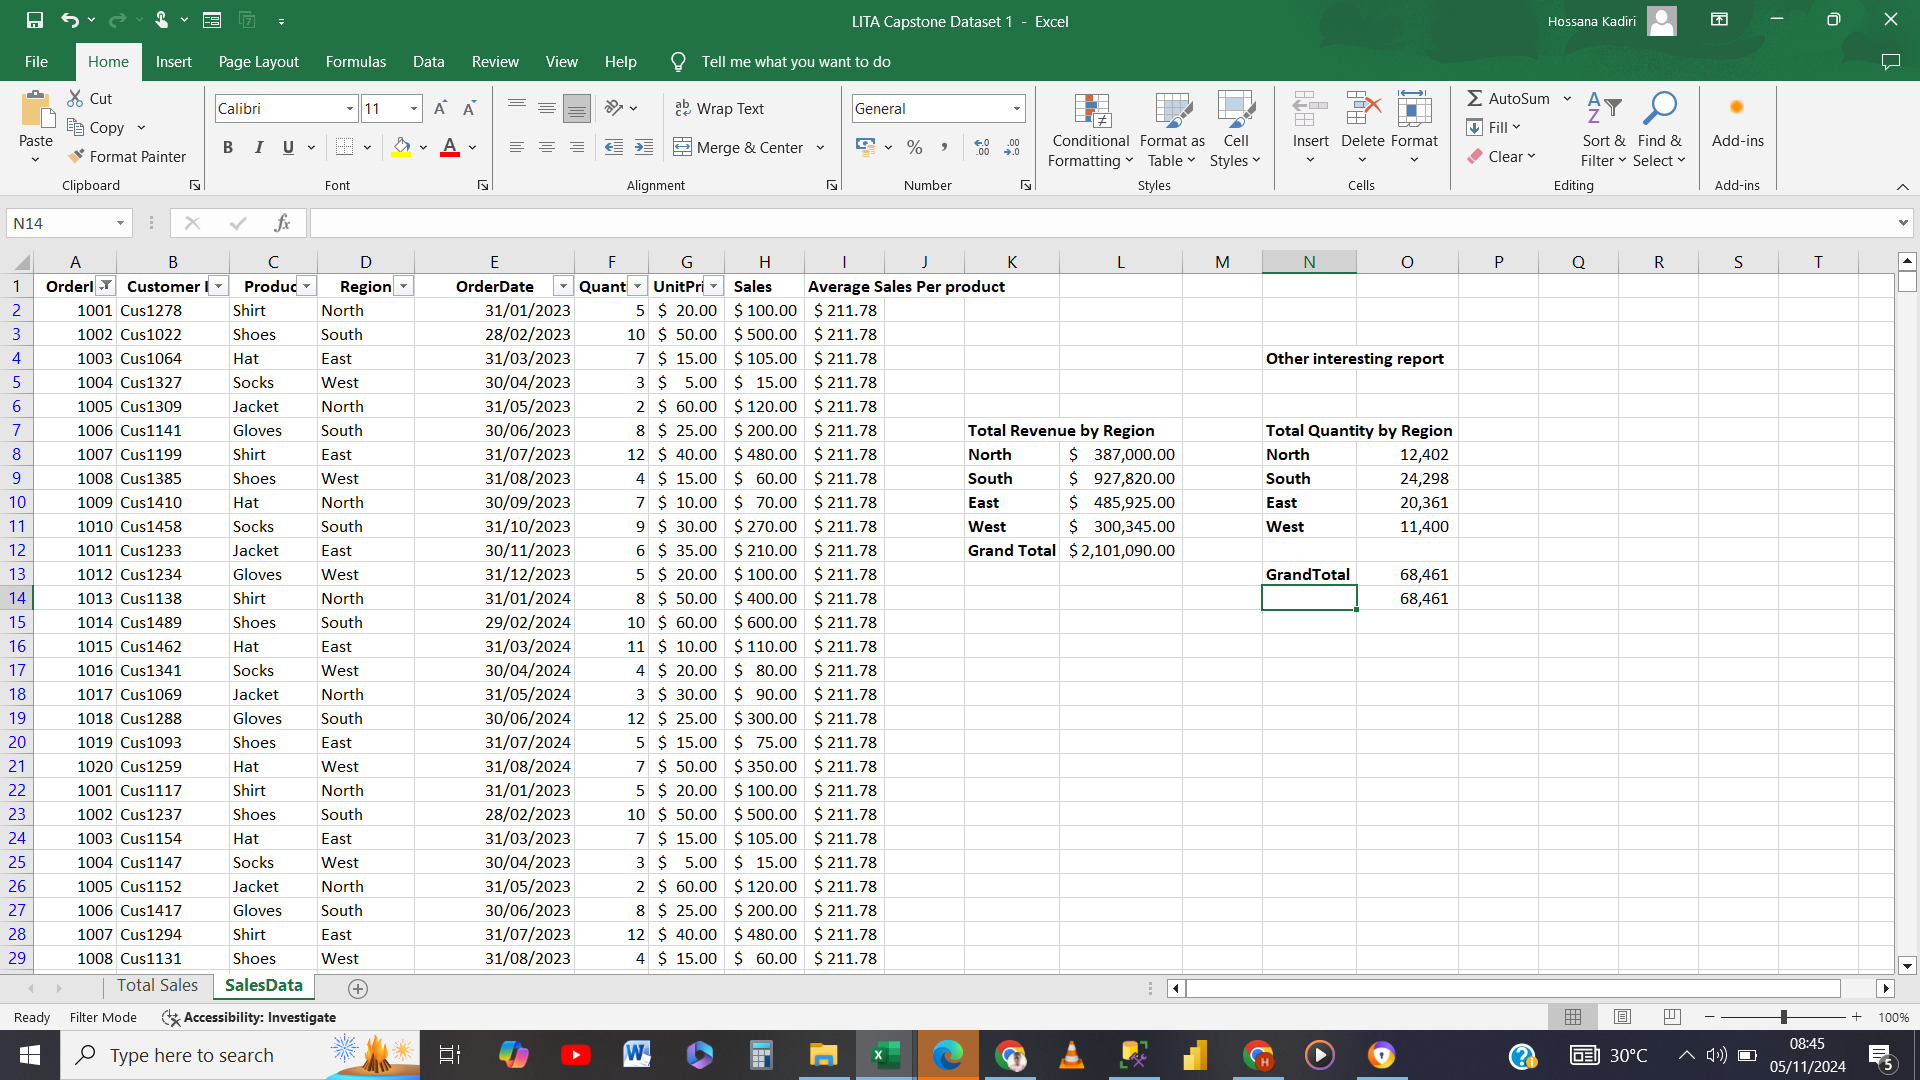 LITA Capstone Dataset 1 - Excel
Hossana Kadiri
File Home Insert Page Layout Formulas Data Review View Help Tell me what you want to do
Paste
Cut
Copy
Format Painter
Clipboard
Calibri 11
B I U
Font
Wrap Text
Merge & Center
Alignment
General
Number
Conditional Formatting
Format as Table
Cell Styles
Styles
Insert Delete Format
Cells
AutoSum
Fill
Clear
Sort & Filter
Find & Select
Editing
Add-ins
Add-ins
N14
fx
A B C D E F G H I J K L M N O P Q R S T
1 OrderI Customer I Produc Region OrderDate Quant UnitPri Sales Average Sales Per product
2 1001 Cus1278 Shirt North 31/01/2023 5 $ 20.00 $ 100.00 $ 211.78
3 1002 Cus1022 Shoes South 28/02/2023 10 $ 50.00 $ 500.00 $ 211.78
4 1003 Cus1064 Hat East 31/03/2023 7 $ 15.00 $ 105.00 $ 211.78 Other interesting report
5 1004 Cus1327 Socks West 30/04/2023 3 $ 5.00 $ 15.00 $ 211.78
6 1005 Cus1309 Jacket North 31/05/2023 2 $ 60.00 $ 120.00 $ 211.78
7 1006 Cus1141 Gloves South 30/06/2023 8 $ 25.00 $ 200.00 $ 211.78 Total Revenue by Region Total Quantity by Region
8 1007 Cus1199 Shirt East 31/07/2023 12 $ 40.00 $ 480.00 $ 211.78 North $ 387,000.00 North 12,402
9 1008 Cus1385 Shoes West 31/08/2023 4 $ 15.00 $ 60.00 $ 211.78 South $ 927,820.00 South 24,298
10 1009 Cus1410 Hat North 30/09/2023 7 $ 10.00 $ 70.00 $ 211.78 East $ 485,925.00 East 20,361
11 1010 Cus1458 Socks South 31/10/2023 9 $ 30.00 $ 270.00 $ 211.78 West $ 300,345.00 West 11,400
12 1011 Cus1233 Jacket East 30/11/2023 6 $ 35.00 $ 210.00 $ 211.78 Grand Total $ 2,101,090.00
13 1012 Cus1234 Gloves West 31/12/2023 5 $ 20.00 $ 100.00 $ 211.78 GrandTotal 68,461
14 1013 Cus1138 Shirt North 31/01/2024 8 $ 50.00 $ 400.00 $ 211.78 68,461
15 1014 Cus1489 Shoes South 29/02/2024 10 $ 60.00 $ 600.00 $ 211.78
16 1015 Cus1462 Hat East 31/03/2024 11 $ 10.00 $ 110.00 $ 211.78
17 1016 Cus1341 Socks West 30/04/2024 4 $ 20.00 $ 80.00 $ 211.78
18 1017 Cus1069 Jacket North 31/05/2024 3 $ 30.00 $ 90.00 $ 211.78
19 1018 Cus1288 Gloves South 30/06/2024 12 $ 25.00 $ 300.00 $ 211.78
20 1019 Cus1093 Shoes East 31/07/2024 5 $ 15.00 $ 75.00 $ 211.78
21 1020 Cus1259 Hat West 31/08/2024 7 $ 50.00 $ 350.00 $ 211.78
22 1001 Cus1117 Shirt North 31/01/2023 5 $ 20.00 $ 100.00 $ 211.78
23 1002 Cus1237 Shoes South 28/02/2023 10 $ 50.00 $ 500.00 $ 211.78
24 1003 Cus1154 Hat East 31/03/2023 7 $ 15.00 $ 105.00 $ 211.78
25 1004 Cus1147 Socks West 30/04/2023 3 $ 5.00 $ 15.00 $ 211.78
26 1005 Cus1152 Jacket North 31/05/2023 2 $ 60.00 $ 120.00 $ 211.78
27 1006 Cus1417 Gloves South 30/06/2023 8 $ 25.00 $ 200.00 $ 211.78
28 1007 Cus1294 Shirt East 31/07/2023 12 $ 40.00 $ 480.00 $ 211.78
29 1008 Cus1131 Shoes West 31/08/2023 4 $ 15.00 $ 60.00 $ 211.78
Total Sales SalesData
Ready Filter Mode Accessibility: Investigate 100%
Type here to search
30°C
08:45
05/11/2024
5